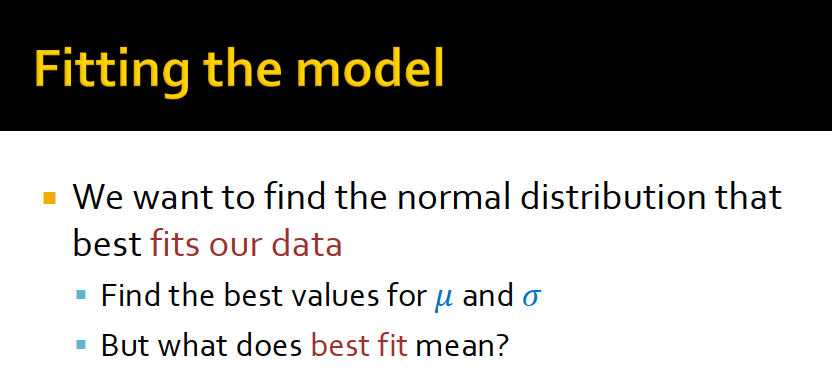 Fitting the model
We want to find the normal distribution that
best fits our data
Find the best values for μ and σ
But what does best fit mean?